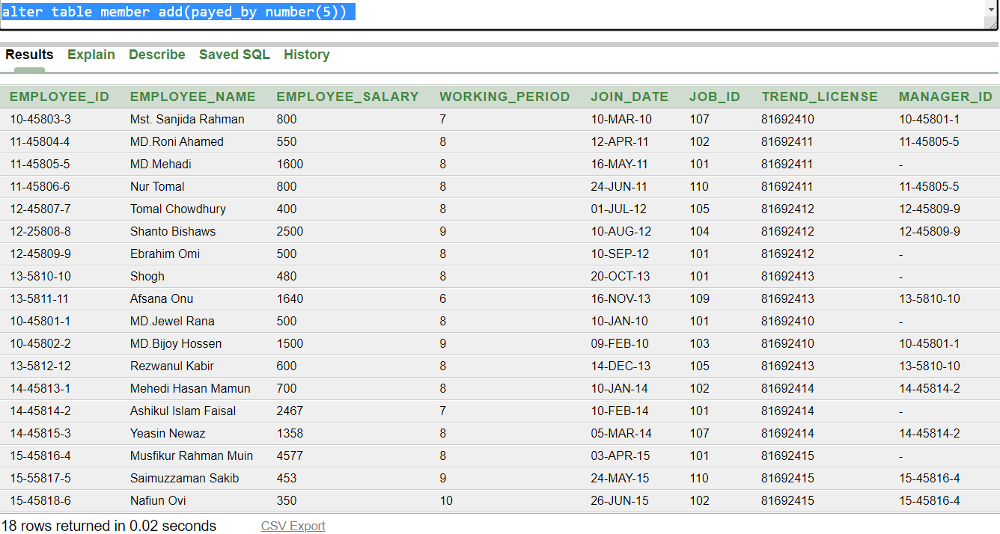 alter table member add(payed_by number(5))
Results Explain Describe Saved SQL History
EMPLOYEE_ID EMPLOYEE_NAME EMPLOYEE_SALARY WORKING_PERIOD JOIN_DATE JOB_ID TREND_LICENSE MANAGER_ID
10-45803-3 Mst. Sanjida Rahman 800 7 10-MAR-10 107 81692410 10-45801-1
11-45804-4 MD.Roni Ahamed 550 8 12-APR-11 102 81692411 11-45805-5
11-45805-5 MD.Mehadi 1600 8 16-MAY-11 101 81692411 -
11-45806-6 Nur Tomal 800 8 24-JUN-11 110 81692411 11-45805-5
12-45807-7 Tomal Chowdhury 400 8 01-JUL-12 105 81692412 12-45809-9
12-25808-8 Shanto Bishaws 2500 9 10-AUG-12 104 81692412 12-45809-9
12-45809-9 Ebrahim Omi 500 8 10-SEP-12 101 81692412 -
13-5810-10 Shogh 480 8 20-OCT-13 101 81692413 -
13-5811-11 Afsana Onu 1640 6 16-NOV-13 109 81692413 13-5810-10
10-45801-1 MD.Jewel Rana 500 8 10-JAN-10 101 81692410 -
10-45802-2 MD.Bijoy Hossen 1500 9 09-FEB-10 103 81692410 10-45801-1
13-5812-12 Rezwanul Kabir 600 8 14-DEC-13 105 81692413 13-5810-10
14-45813-1 Mehedi Hasan Mamun 700 8 10-JAN-14 102 81692414 14-45814-2
14-45814-2 Ashikul Islam Faisal 2467 7 10-FEB-14 101 81692414 -
14-45815-3 Yeasin Newaz 1358 8 05-MAR-14 107 81692414 14-45814-2
15-45816-4 Musfikur Rahman Muin 4577 8 03-APR-15 101 81692415 -
15-55817-5 Saimuzzaman Sakib 453 9 24-MAY-15 110 81692415 15-45816-4
15-45818-6 Nafiun Ovi 350 10 26-JUN-15 102 81692415 15-45816-4
18 rows returned in 0.02 seconds CSV Export